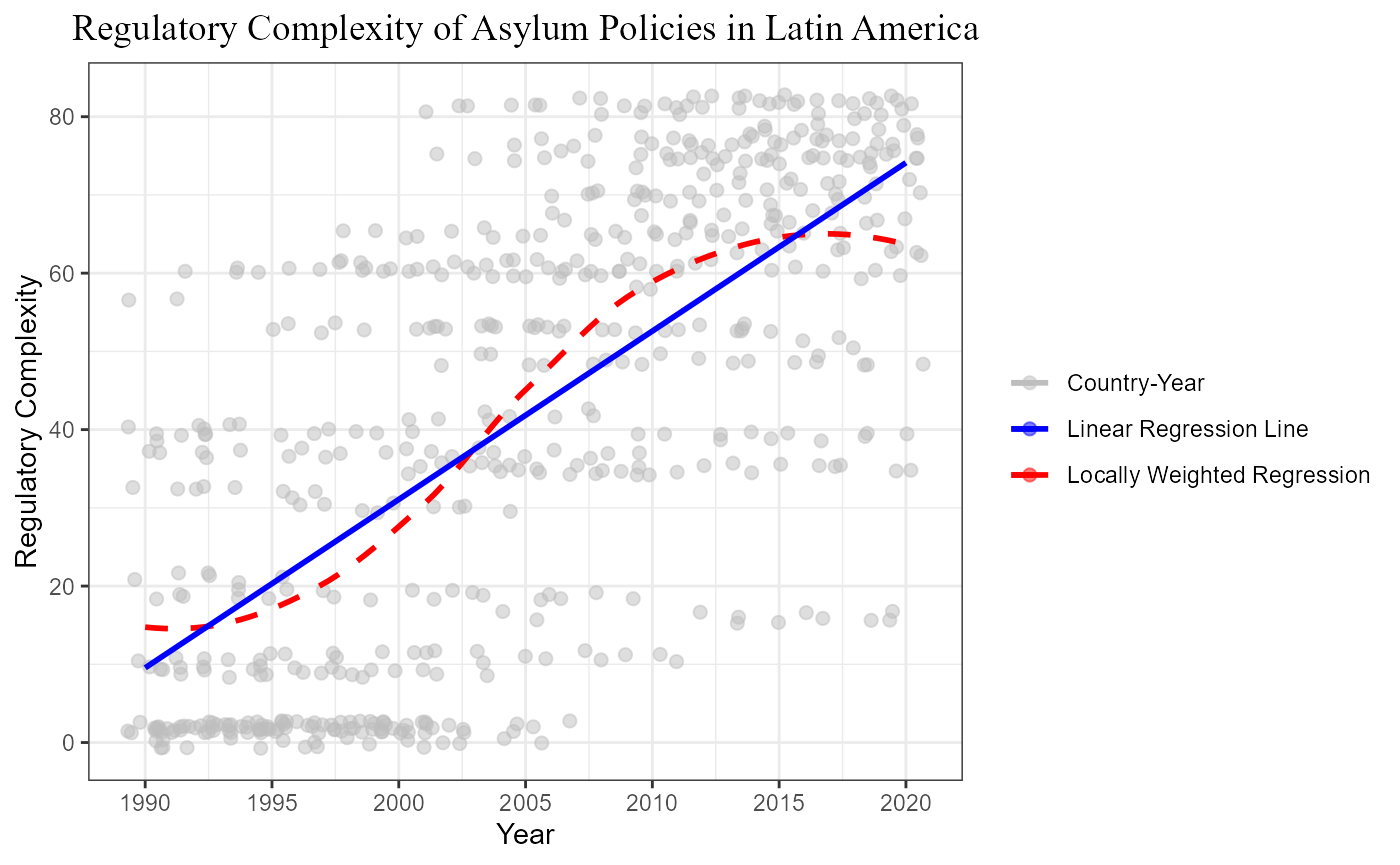 Regulatory Complexity of Asylum Policies in Latin America
Regulatory Complexity
80
60
40
20
0
1990 1995 2000 2005 2010 2015 2020
Year
Country-Year
Linear Regression Line
Locally Weighted Regression